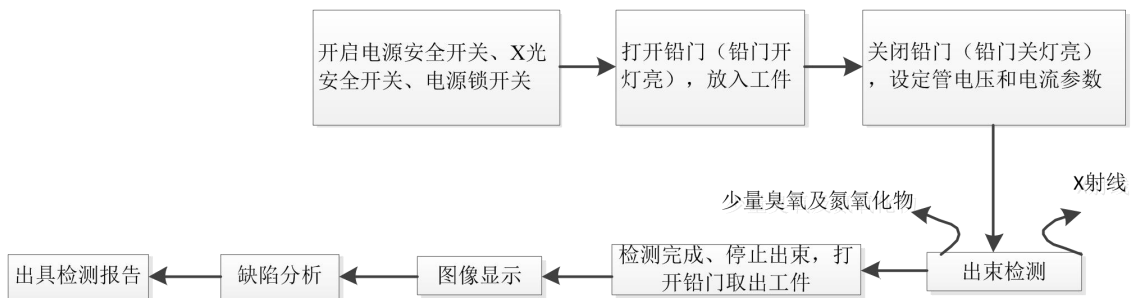 开启电源安全开关、X光
安全开关、电源锁开关
打开铅门（铅门开
灯亮），放入工件
关闭铅门（铅门关灯亮）
，设定管电压和电流参数
X射线
少量臭氧及氮氧化物
出束检测
检测完成、停止出束，打
开铅门取出工件
图像显示
缺陷分析
出具检测报告